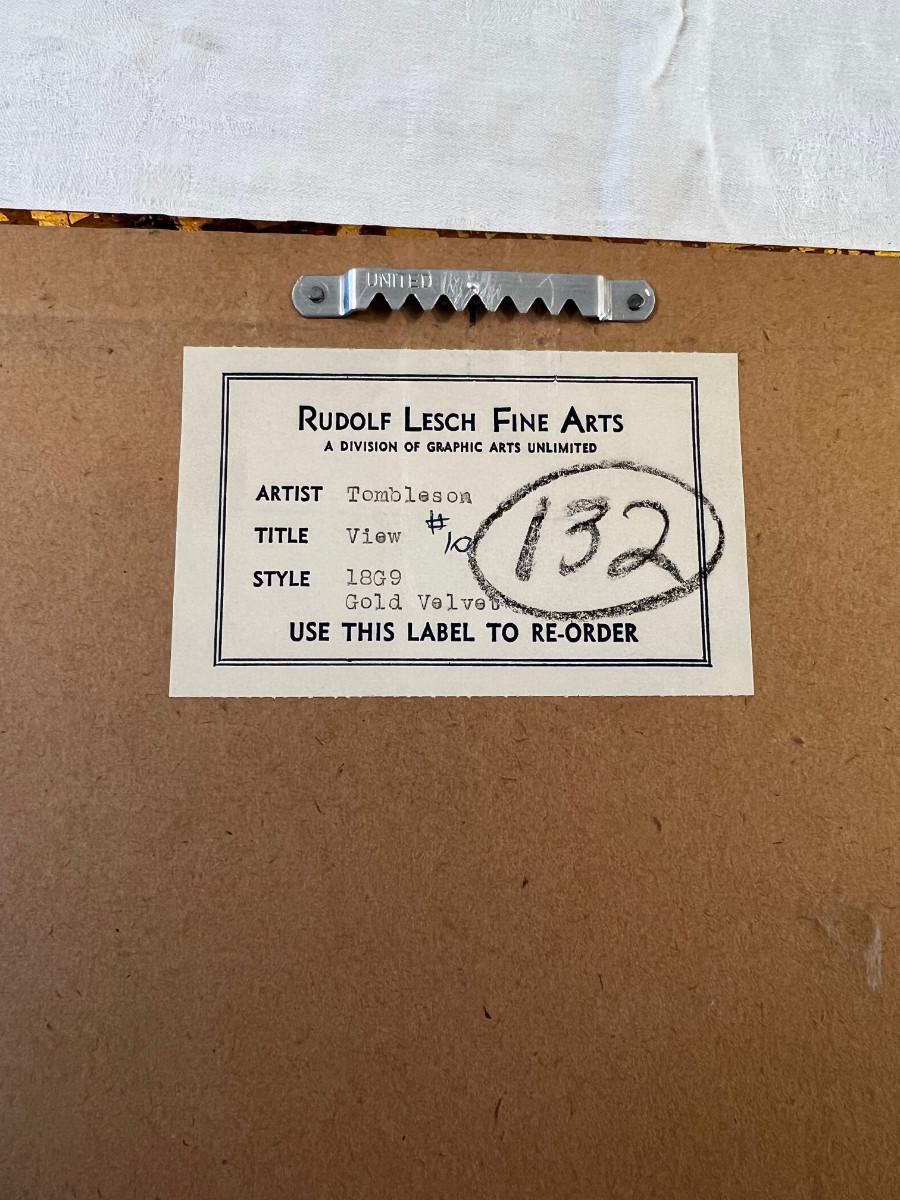 UNITED
RUDOLF LESCH FINE ARTS
A DIVISION OF GRAPHIC ARTS UNLIMITED
ARTIST Tombleson
TITLE View #10
132
STYLE 18G9
Gold Velvet
USE THIS LABEL TO RE-ORDER